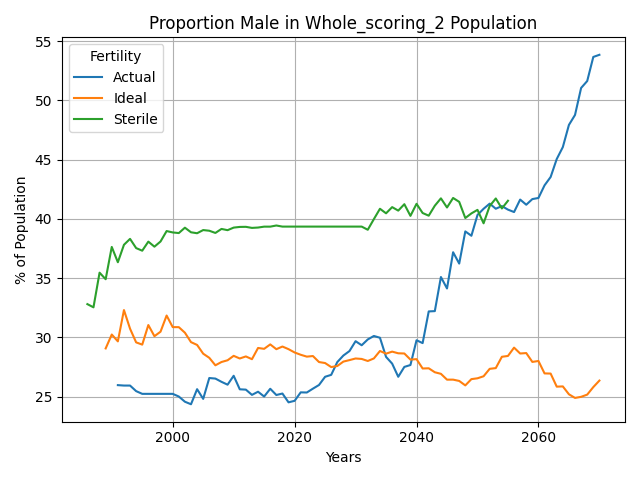 Proportion Male in Whole_scoring_2 Population
55
50
45
40
35
30
25
% of Population
Fertility
Actual
Ideal
Sterile
2000 2020 2040 2060
Years